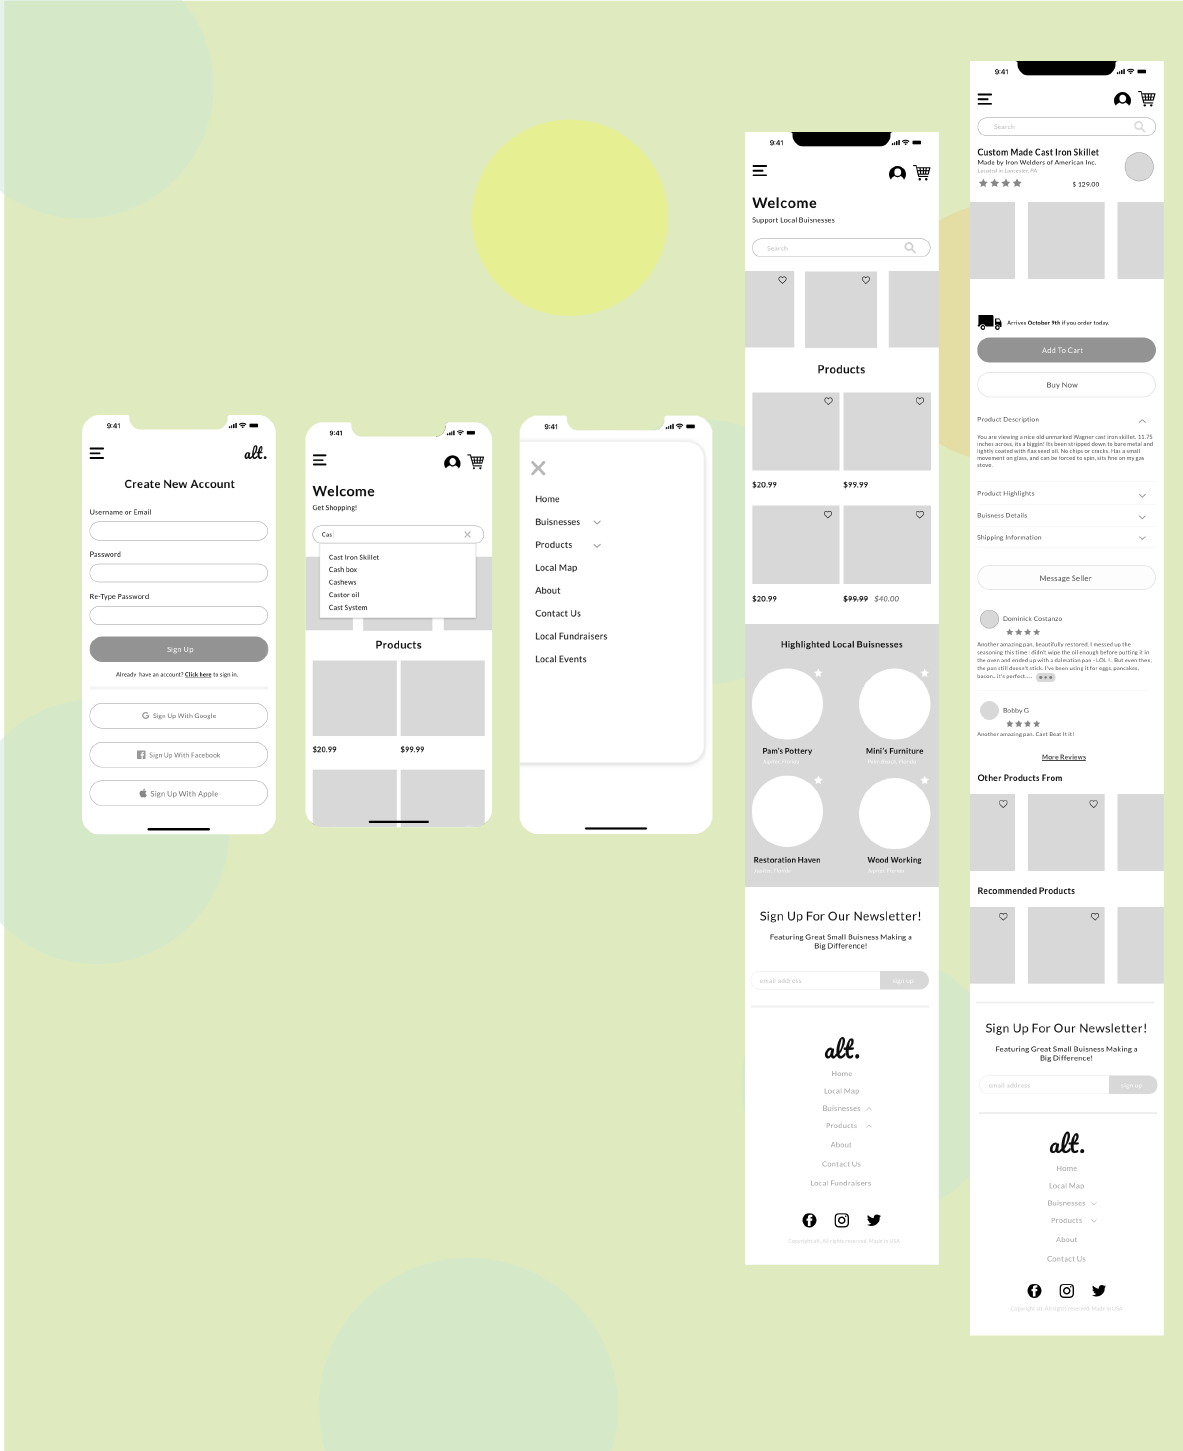 9:41
alt.
Create New Account
Username or Email
Password
Re-Type Password
Sign Up
Already have an account? Click here to sign in.
Sign Up With Google
Sign Up With Facebook
Sign Up With Apple
9:41
Welcome
Get Shopping!
Cas
Cast Iron Skillet
Cash box
Cashews
Castor oil
Cast System
Products
$20.99
$99.99
9:41
Home
Buisnesses
Products
Local Map
About
Contact Us
Local Fundraisers
Local Events
9:41
Welcome
Support Local Buisnesses
Search
Products
$20.99
$99.99
$20.99
$99.99 $40.00
Highlighted Local Buisnesses
Pam's Pottery
Jupiter, Florida
Mini's Furniture
Restoration Haven
Jupiter, Florida
Wood Working
Jupiter, Florida
Sign Up For Our Newsletter!
Featuring Great Small Buisness Making a
Big Difference!
email address
sign up
alt.
Home
Local Map
Buisnesses
Products
About
Contact Us
Local Fundraisers
Copyright alt. All rights reserved. Made in USA
9:41
Search
Custom Made Cast Iron Skillet
Made by Iron Welders of American Inc.
$ 129.00
Arrives October 9th if you order today.
Add To Cart
Buy Now
Product Description
You are viewing a nice old unmarked Wagner cast iron skillet. 11.75
inches across, its a biggin! Its been stripped down to bare metal and
lightly coated with flax seed oil. No chips or cracks. Has a small
movement on glass, and can be forced to spin, sits fine on my gas
stove.
Product Highlights
Buisness Details
Shipping Information
Message Seller
Dominick Costanzo
Another amazing pan, beautifully restored. I messed up the
seasoning this time : didn't wipe the oil enough before putting it in
the oven and ended up with a dalmatian pan - LOL !.. But even then,
the pan still doesn't stick. I've been using it for eggs, pancakes,
bacon.. it's perfect.....
Bobby G
Another amazing pan. Cant Beat It it!
More Reviews
Other Products From
Recommended Products
Sign Up For Our Newsletter!
Featuring Great Small Buisness Making a
Big Difference!
email address
sign up
alt.
Home
Local Map
Buisnesses
Products
About
Contact Us
Copyright alt. All rights reserved. Made in USA